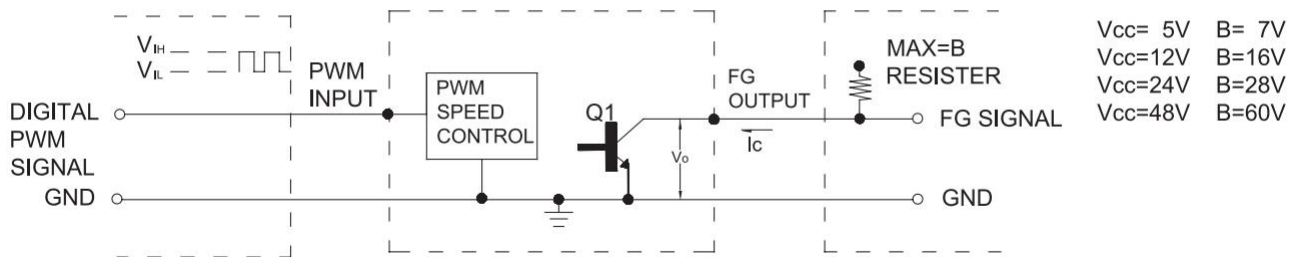 VIH
VIL
PWM
INPUT
DIGITAL
PWM
SIGNAL
GND
PWM
SPEED
CONTROL
Q1
Vo
FG
OUTPUT
Ic
MAX=B
RESISTER
FG SIGNAL
GND
Vcc= 5V B= 7V
Vcc=12V B=16V
Vcc=24V B=28V
Vcc=48V B=60V